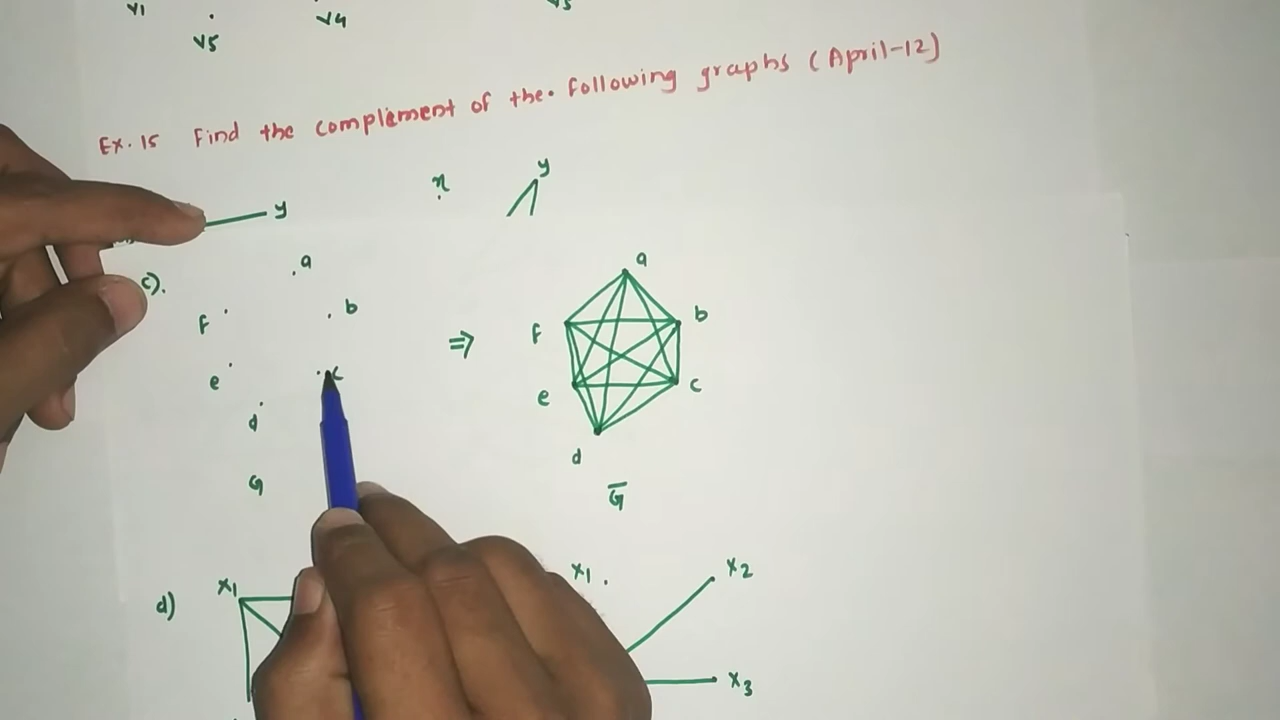 v1
v5
v4
Ex. 15 Find the complement of the following graphs (April-12)
y
x
y
c).
a
b
c
d
e
f
G
⇒
a
b
c
d
e
f
G̅
d)
x1
x1
x2
x3